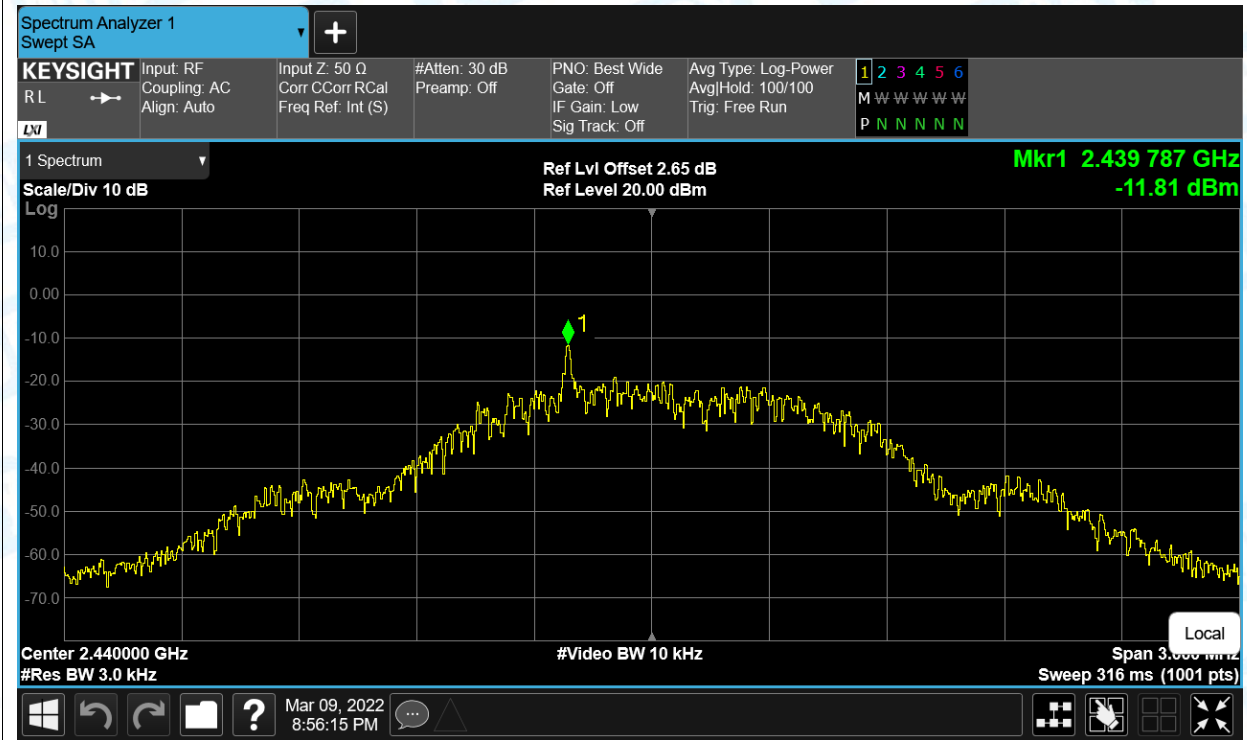 Spectrum Analyzer 1
Swept SA
KEYSIGHT
R L
LXI
Input: RF
Coupling: AC
Align: Auto
Input Z: 50 Ω
Corr CCorr RCal
Freq Ref: Int (S)
#Atten: 30 dB
Preamp: Off
PNO: Best Wide
Gate: Off
IF Gain: Low
Sig Track: Off
Avg Type: Log-Power
Avg|Hold: 100/100
Trig: Free Run
1 2 3 4 5 6
M W W W W W
P N N N N N
1 Spectrum
Scale/Div 10 dB
Log
Ref Lvl Offset 2.65 dB
Ref Level 20.00 dBm
Mkr1 2.439 787 GHz
-11.81 dBm
10.0
0.00
-10.0
-20.0
-30.0
-40.0
-50.0
-60.0
-70.0
1
Center 2.440000 GHz
#Res BW 3.0 kHz
#Video BW 10 kHz
Local
Span 3.000 MHz
Sweep 316 ms (1001 pts)
?
Mar 09, 2022
8:56:15 PM